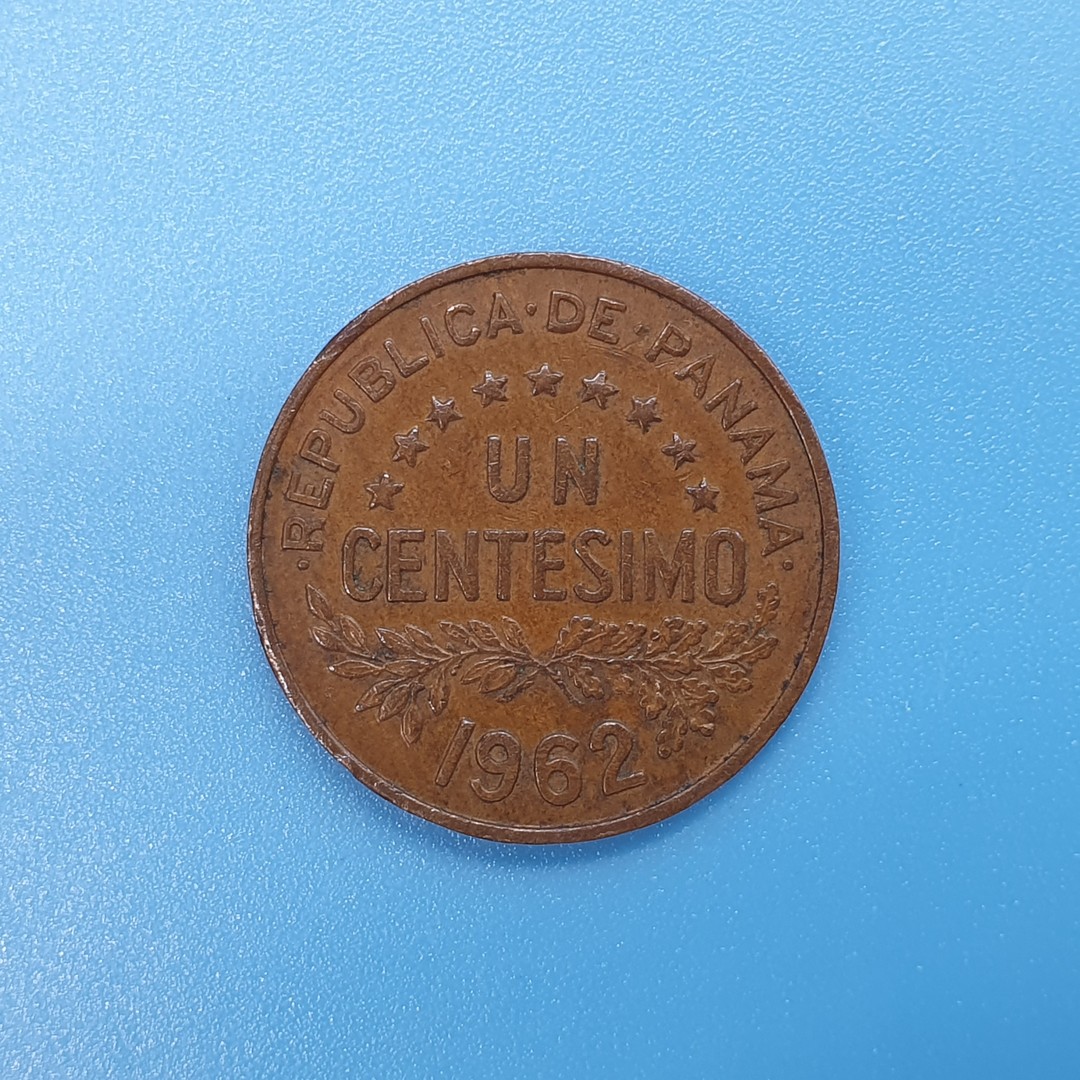 ·REPUBLICA·DE·PANAMA·
UN
CENTESIMO
1962